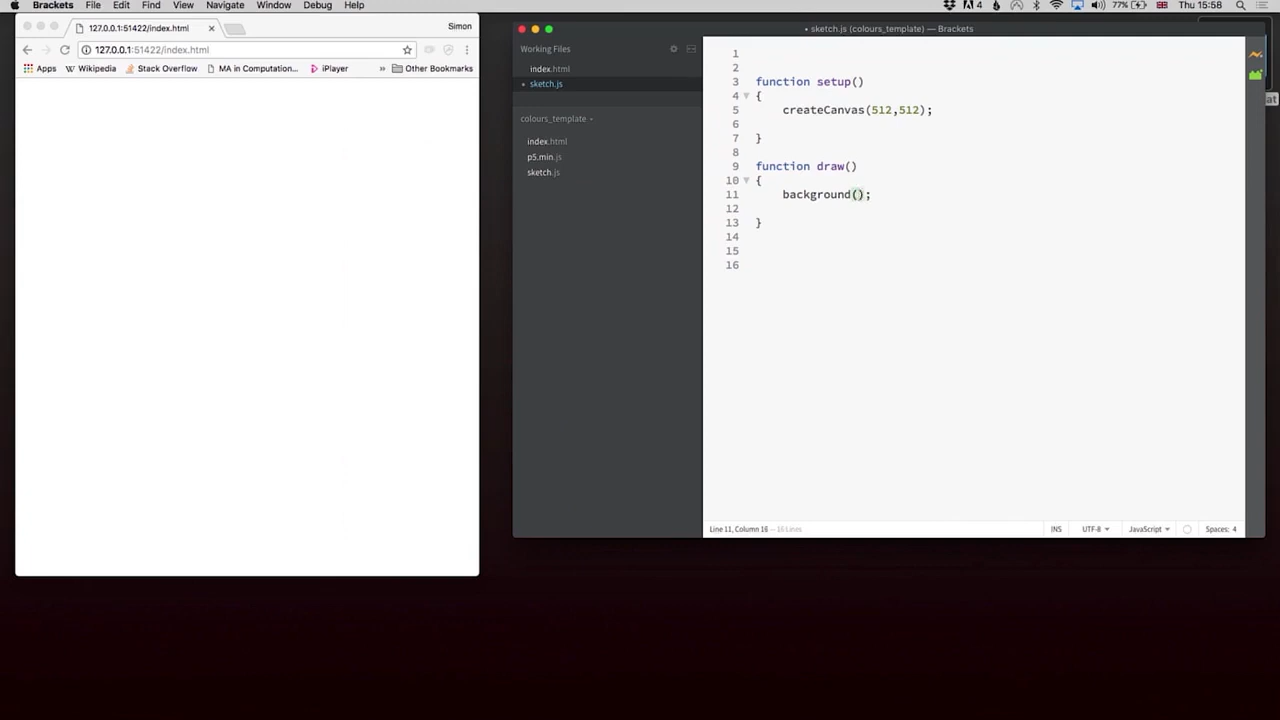 Brackets File Edit Find View Navigate Window Debug Help
4 77% Thu 15:58
127.0.0.1:51422/index.html
Simon
127.0.0.1:51422/index.html
Apps Wikipedia Stack Overflow MA in Computation... iPlayer » Other Bookmarks
• sketch.js (colours_template) — Brackets
Working Files
index.html
• sketch.js
colours_template
index.html
p5.min.js
sketch.js
1
2
3 function setup()
4 {
5 createCanvas(512,512);
6
7 }
8
9 function draw()
10 {
11 background();
12
13 }
14
15
16
Line 11, Column 16 — 16 Lines
INS UTF-8 JavaScript Spaces: 4
at